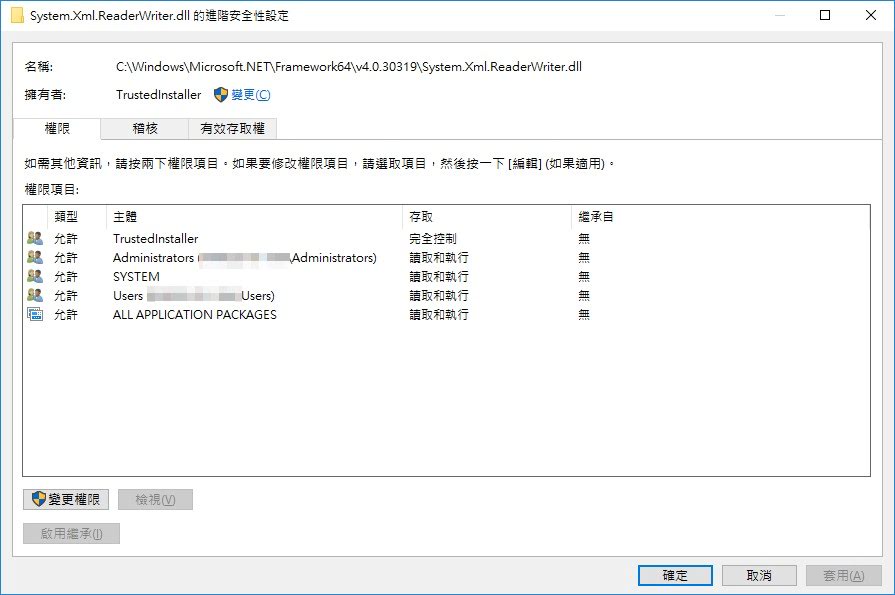 System.Xml.ReaderWriter.dll 的進階安全性設定
名稱: C:\Windows\Microsoft.NET\Framework64\v4.0.30319\System.Xml.ReaderWriter.dll
擁有者: TrustedInstaller 變更(C)
權限 稽核 有效存取權
如需其他資訊，請按兩下權限項目。如果要修改權限項目，請選取項目，然後按一下 [編輯] (如果適用)。
權限項目:
類型 主體 存取 繼承自
允許 TrustedInstaller 完全控制 無
允許 Administrators ( \Administrators) 讀取和執行 無
允許 SYSTEM 讀取和執行 無
允許 Users Users) 讀取和執行 無
允許 ALL APPLICATION PACKAGES 讀取和執行 無
變更權限 檢視(V)
啟用繼承(I)
確定 取消 套用(A)